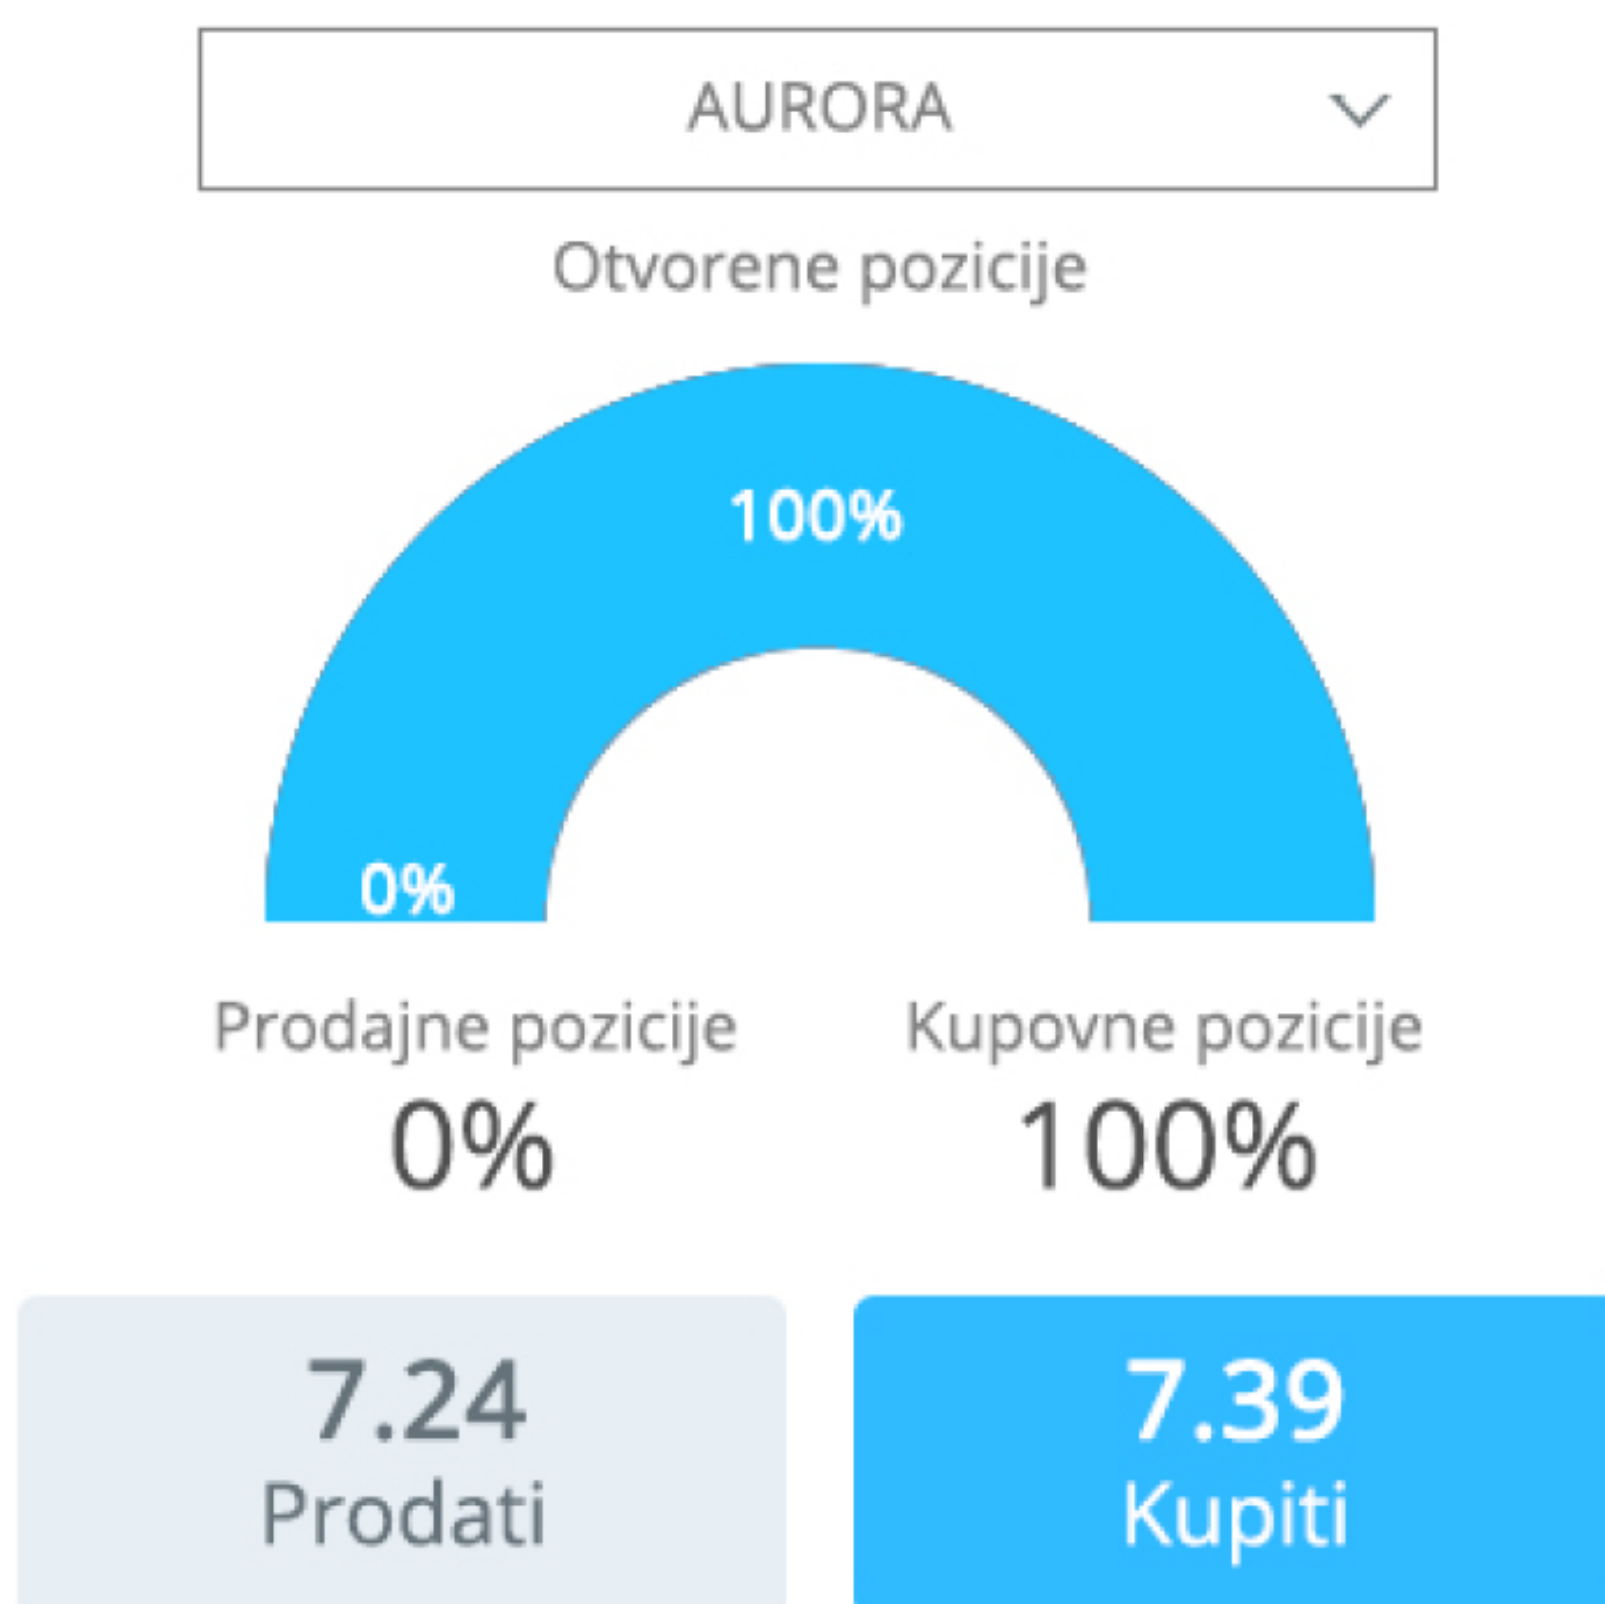 AURORA
Otvorene pozicije
100%
0%
Prodajne pozicije
Kupovne pozicije
0%
100%
7.24
Prodati
7.39
Kupiti